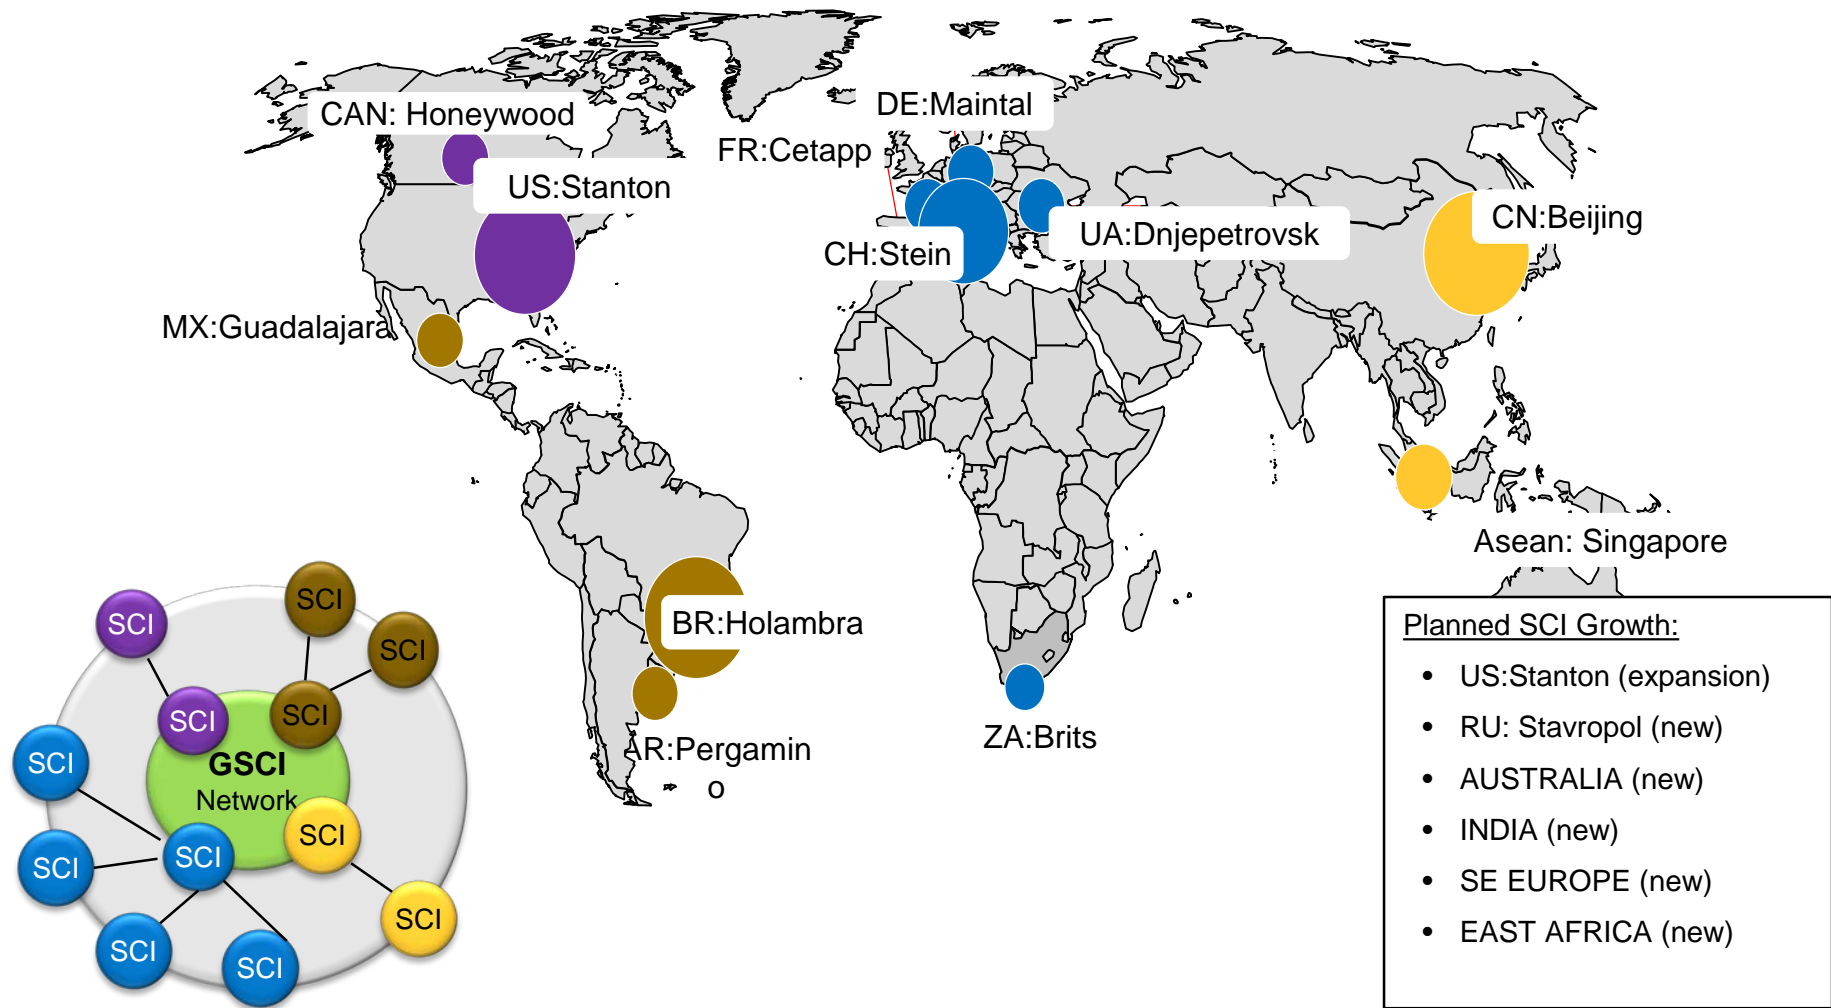 DE:Maintal
CAN: Honeywood
FR:Cetapp
US:Stanton
CN:Beijing
UA:Dnjepetrovsk
CH:Stein
MX:Guadalajara
Asean: Singapore
BR:Holambra
ZA:Brits
AR:Pergamin
o
SCI
SCI
SCI
SCI
SCI
GSCI
Network
SCI
SCI
SCI
SCI
SCI
SCI
SCI
Planned SCI Growth:
• US:Stanton (expansion)
• RU: Stavropol (new)
• AUSTRALIA (new)
• INDIA (new)
• SE EUROPE (new)
• EAST AFRICA (new)